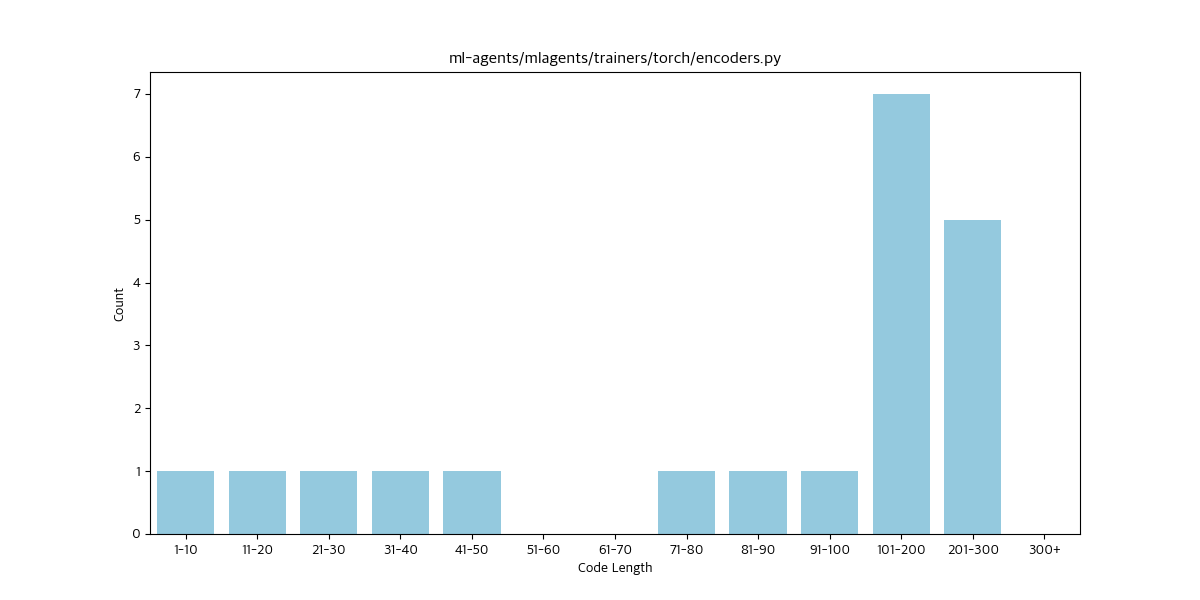 ml-agents/mlagents/trainers/torch/encoders.py
7
6
5
4
3
2
1
0
Count
1-10 11-20 21-30 31-40 41-50 51-60 61-70 71-80 81-90 91-100 101-200 201-300 300+
Code Length